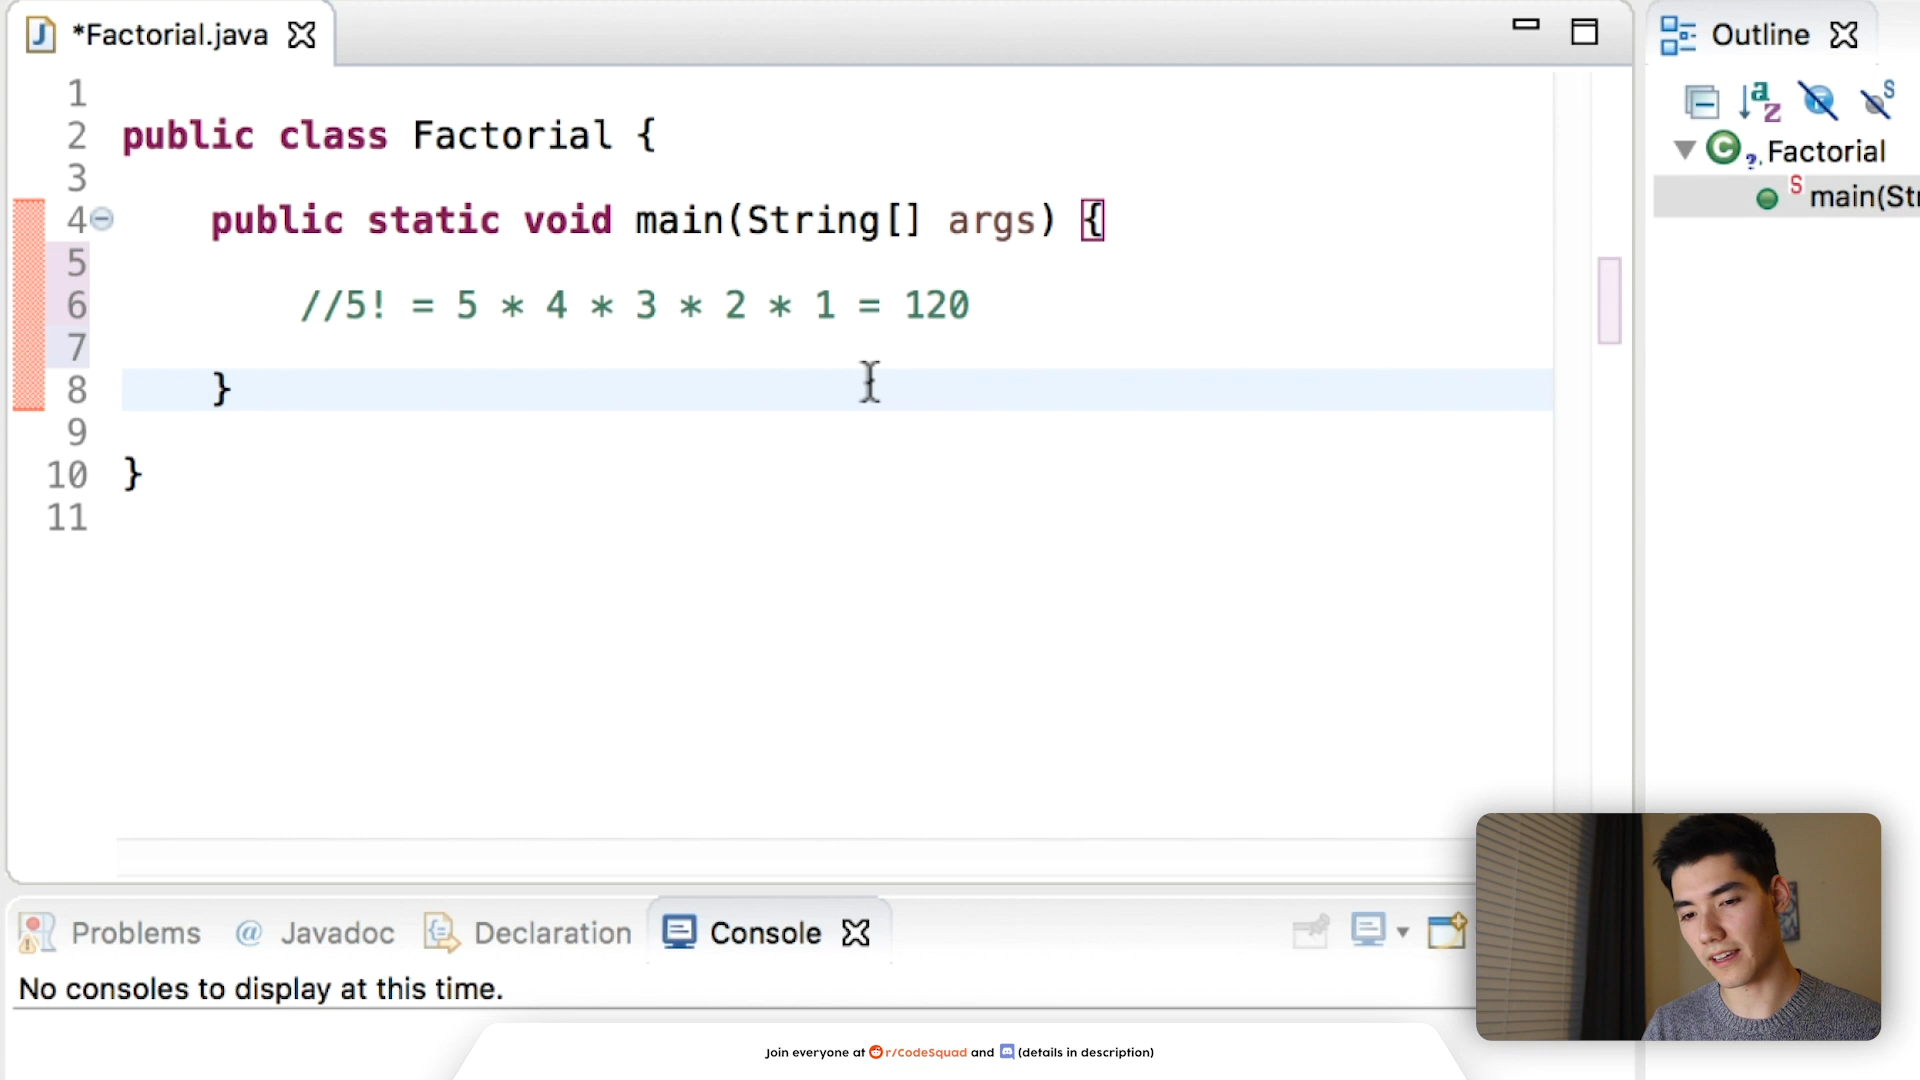 *Factorial.java
Outline
1
2 public class Factorial {
3
4 public static void main(String[] args) {
5
6 //5! = 5 * 4 * 3 * 2 * 1 = 120
7
8 }
9
10 }
11
Factorial
S main(Str
Problems @ Javadoc Declaration Console
No consoles to display at this time.
Join everyone at r/CodeSquad and (details in description)